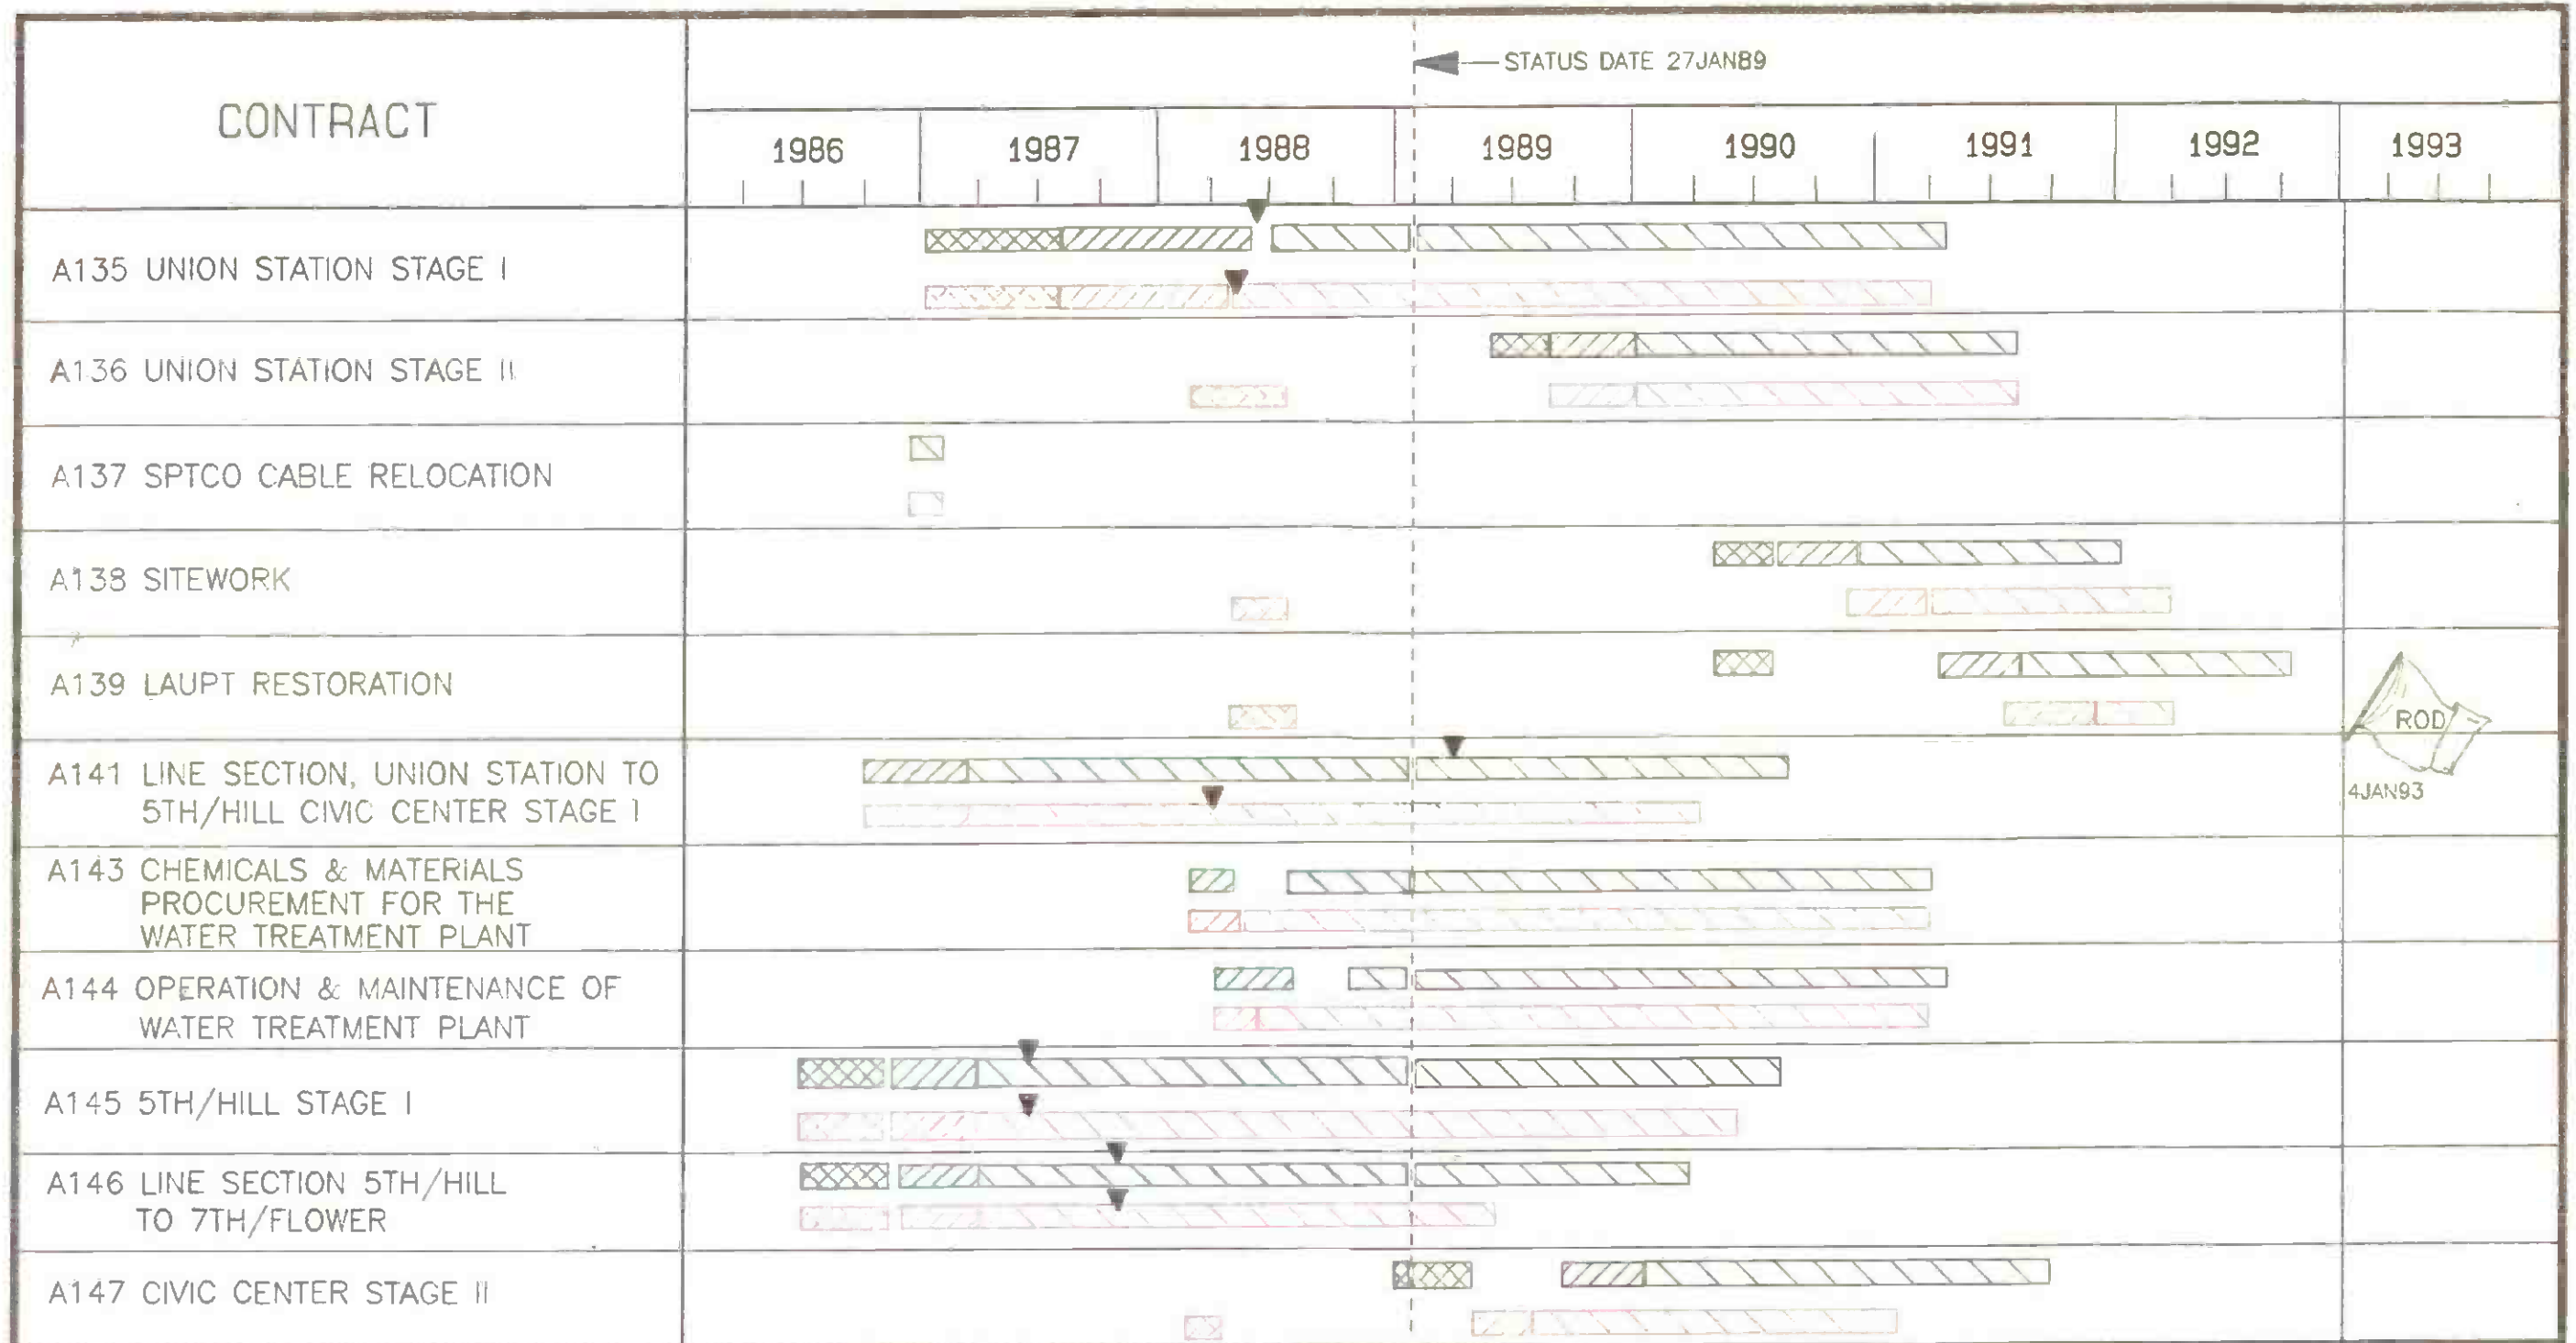 STATUS DATE 27JAN89
CONTRACT
1986 1987 1988 1989 1990 1991 1992 1993
A135 UNION STATION STAGE I
A136 UNION STATION STAGE II
A137 SPTCO CABLE RELOCATION
A138 SITEWORK
A139 LAUPT RESTORATION
ROD
A141 LINE SECTION, UNION STATION TO
5TH/HILL CIVIC CENTER STAGE I
4JAN93
A143 CHEMICALS & MATERIALS
PROCUREMENT FOR THE
WATER TREATMENT PLANT
A144 OPERATION & MAINTENANCE OF
WATER TREATMENT PLANT
A145 5TH/HILL STAGE I
A146 LINE SECTION 5TH/HILL
TO 7TH/FLOWER
A147 CIVIC CENTER STAGE II